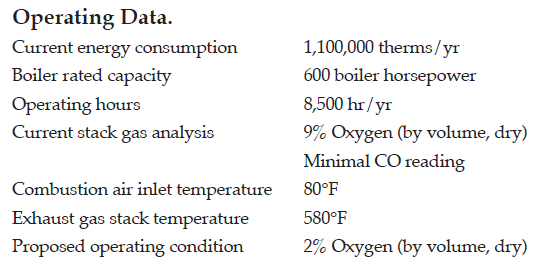 Operating Data.
Current energy consumption 1,100,000 therms/yr
Boiler rated capacity 600 boiler horsepower
Operating hours 8,500 hr/yr
Current stack gas analysis 9% Oxygen (by volume, dry)
Minimal CO reading
Combustion air inlet temperature 80°F
Exhaust gas stack temperature 580°F
Proposed operating condition 2% Oxygen (by volume, dry)